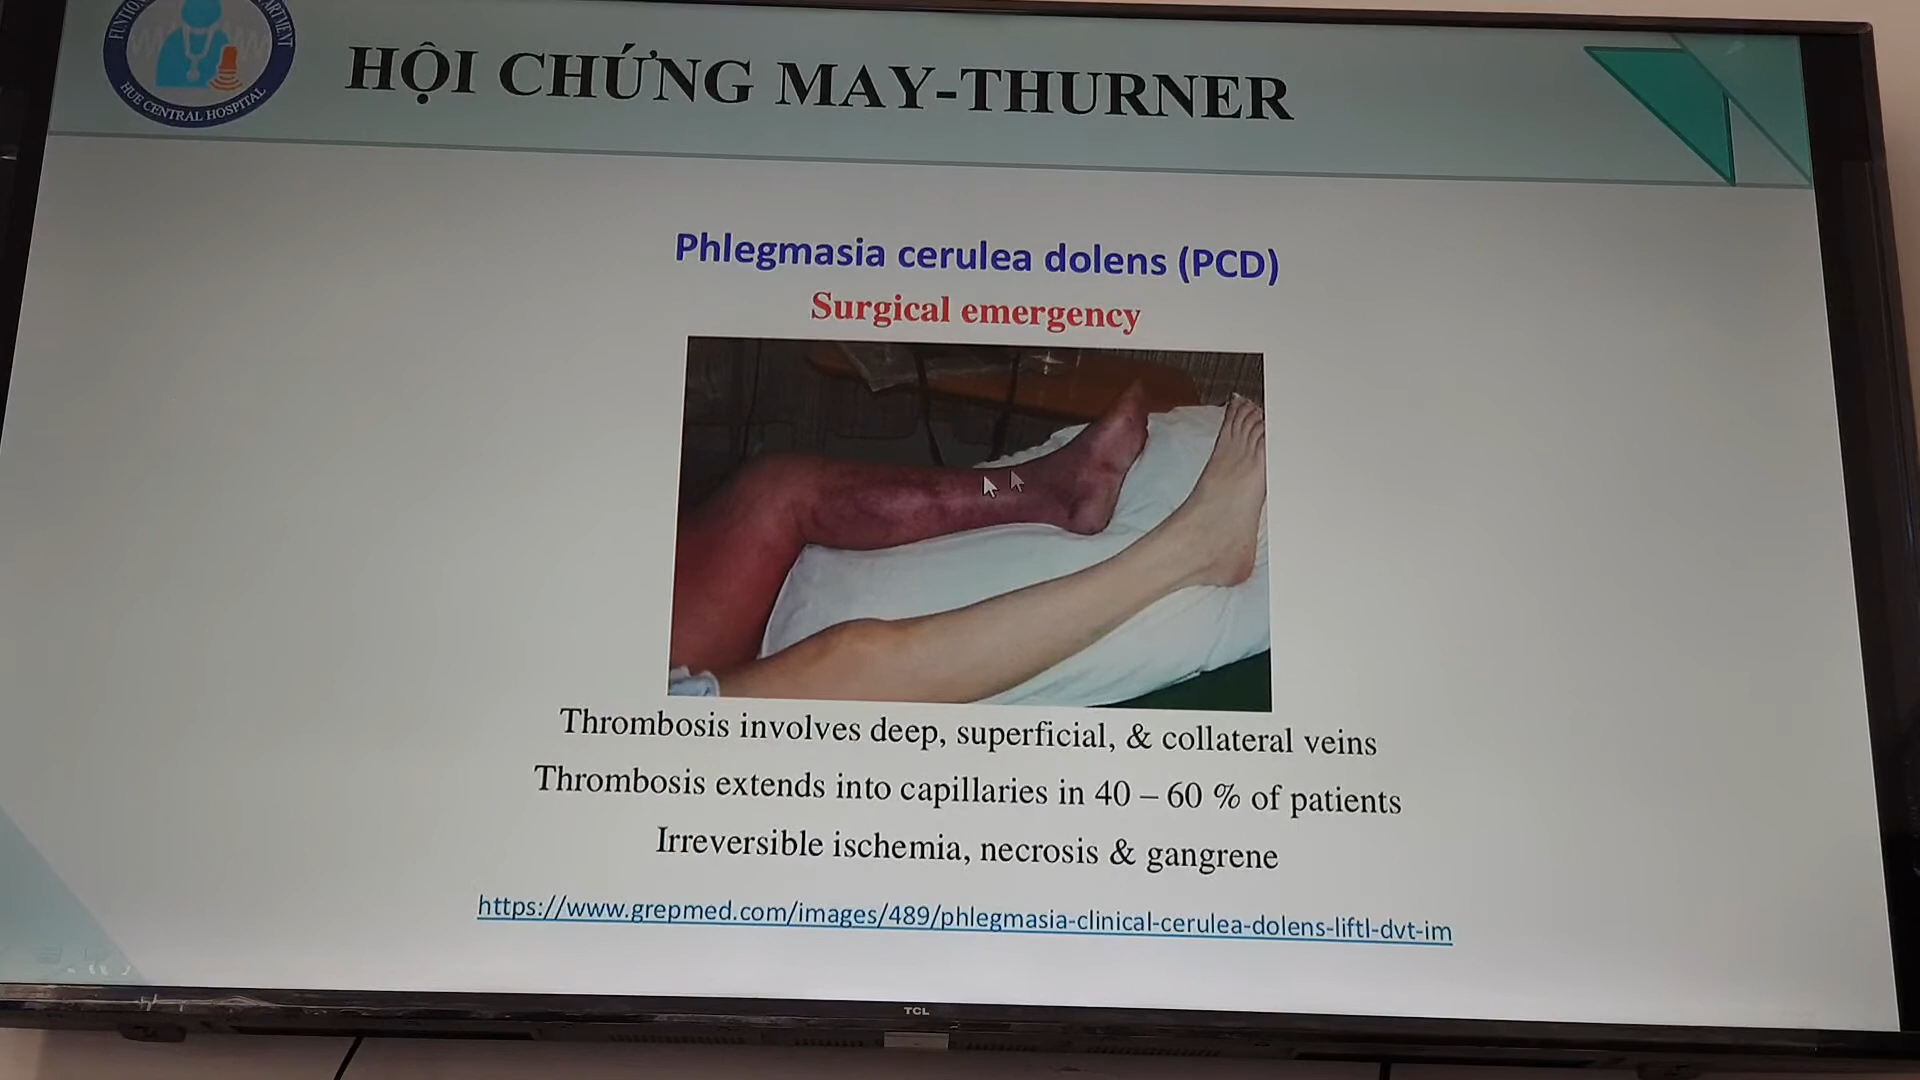 HUE CENTRAL HOSPITAL
HỘI CHỨNG MAY-THURNER
Phlegmasia cerulea dolens (PCD)
Surgical emergency
Thrombosis involves deep, superficial, & collateral veins
Thrombosis extends into capillaries in 40 – 60 % of patients
Irreversible ischemia, necrosis & gangrene
https://www.grepmed.com/images/489/phlegmasia-clinical-cerulea-dolens-liftl-dvt-im
TCL